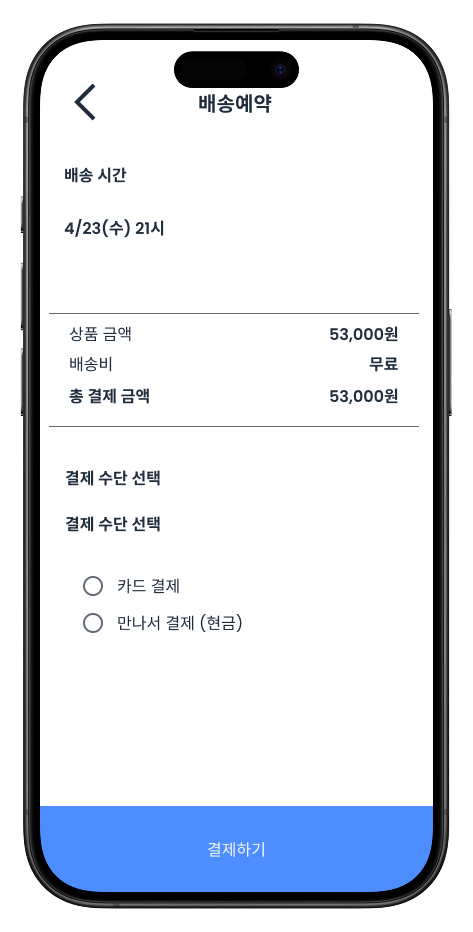 배송예약
배송 시간
4/23(수) 21시
상품 금액 53,000원
배송비 무료
총 결제 금액 53,000원
결제 수단 선택
결제 수단 선택
카드 결제
만나서 결제 (현금)
결제하기